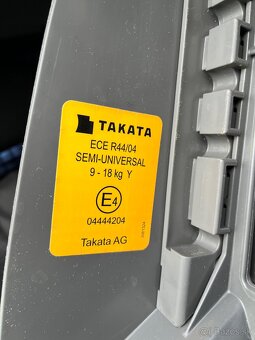 TAKATA
ECE R44/04
SEMI-UNIVERSAL
9 - 18 kg Y
E4
04444204
Takata AG